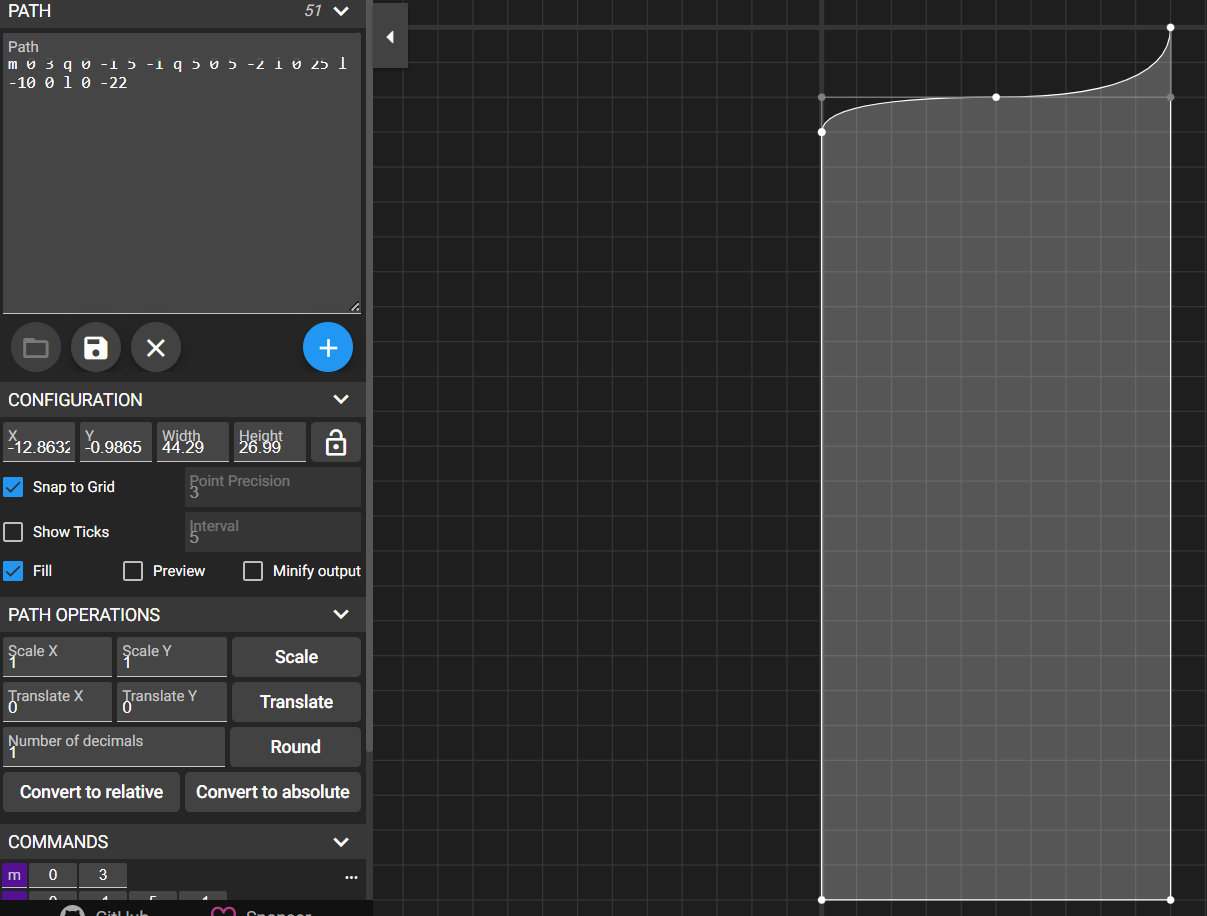 PATH 51
Path
m 0 3 q 0 -1 5 -1 q 5 0 5 -2 l 0 25 l
-10 0 l 0 -22
CONFIGURATION
X Y Width Height
-12.8632 -0.9865 44.29 26.99
Snap to Grid Point Precision
3
Show Ticks Interval
5
Fill Preview Minify output
PATH OPERATIONS
Scale X Scale Y Scale
1 1
Translate X Translate Y Translate
0 0
Number of decimals Round
1
Convert to relative Convert to absolute
COMMANDS
m 0 3 ...
GitHub Sponsor